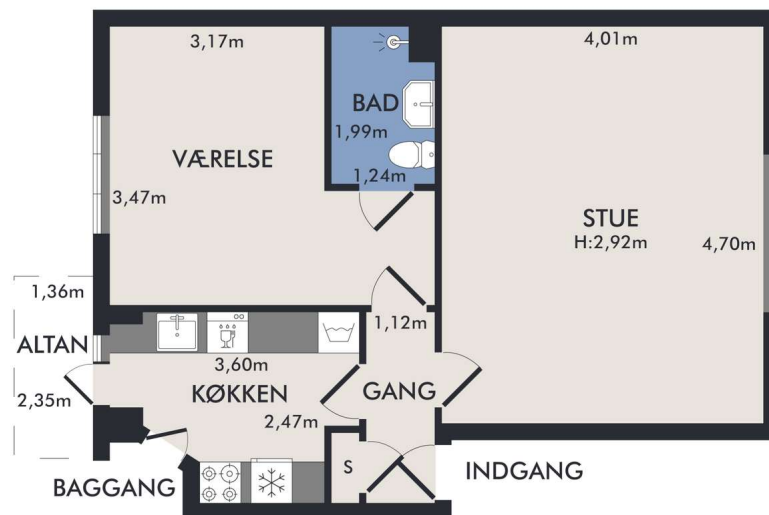 3,17m
4,01m
BAD
1,99m
VÆRELSE
1,24m
3,47m
STUE
H:2,92m
4,70m
1,36m
1,12m
ALTAN
3,60m
KØKKEN
GANG
2,35m
2,47m
S
INDGANG
BAGGANG